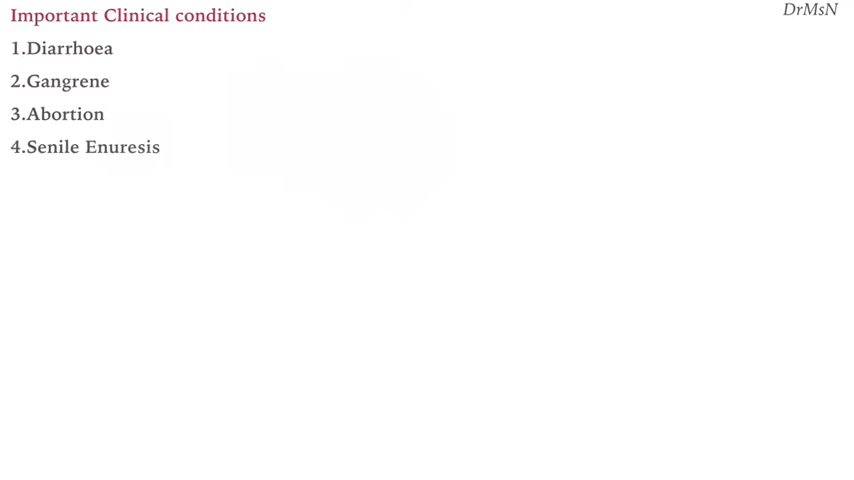 Important Clinical conditions
DrMsN
1.Diarrhoea
2.Gangrene
3.Abortion
4.Senile Enuresis